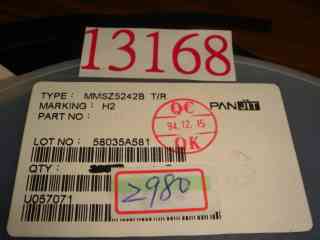 13168
TYPE: MMSZ5242B T/R
MARKING: H2
PART NO:
QC
94.12.15
OK
PANJIT
LOT NO: 58035A581
QTY:
2980
U057071